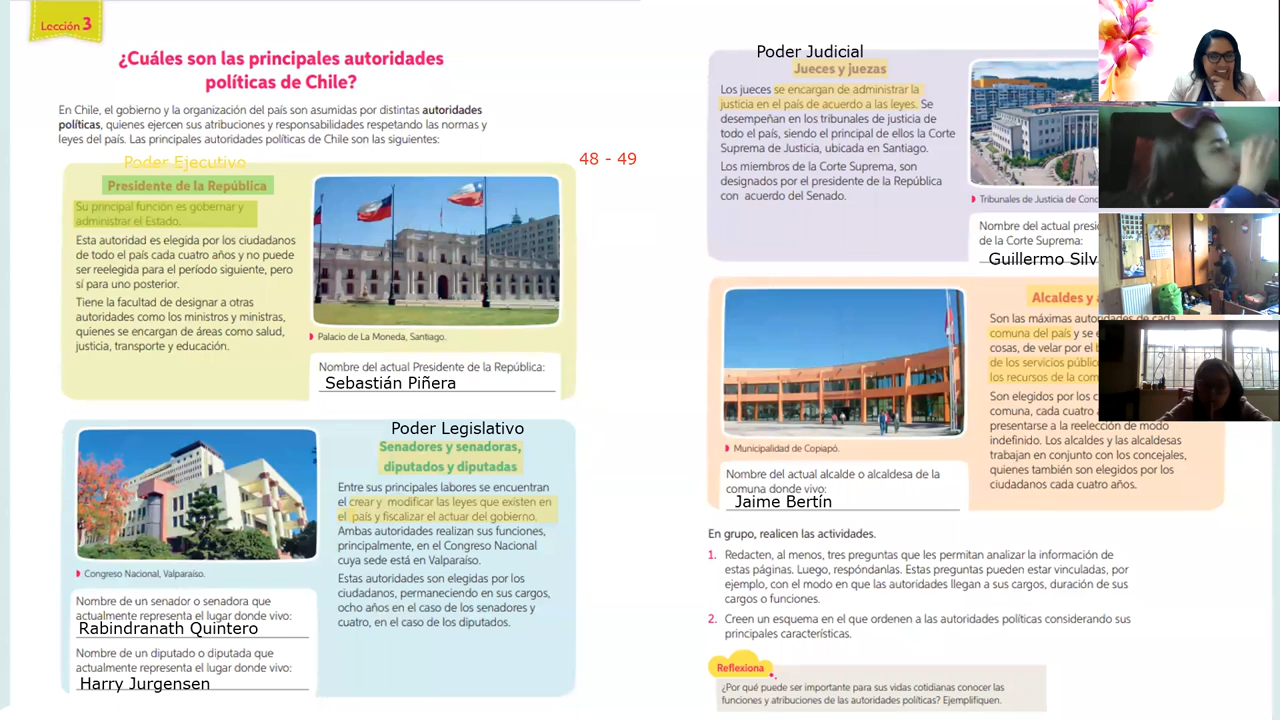 Lección 3
¿Cuáles son las principales autoridades
políticas de Chile?
En Chile, el gobierno y la organización del país son asumidas por distintas autoridades
políticas, quienes ejercen sus atribuciones y responsabilidades respetando las normas y
leyes del país. Las principales autoridades políticas de Chile son las siguientes:
Poder Ejecutivo
Presidente de la República
Su principal función es gobernar y
administrar el Estado.
Esta autoridad es elegida por los ciudadanos
de todo el país cada cuatro años y no puede
ser reelegida para el período siguiente, pero
sí para uno posterior.
Tiene la facultad de designar a otras
autoridades como los ministros y ministras,
quienes se encargan de áreas como salud,
justicia, transporte y educación.
Palacio de La Moneda, Santiago.
Nombre del actual Presidente de la República:
Sebastián Piñera
48 - 49
Congreso Nacional, Valparaíso.
Nombre de un senador o senadora que
actualmente representa el lugar donde vivo:
Rabindranath Quintero
Nombre de un diputado o diputada que
actualmente representa el lugar donde vivo:
Harry Jurgensen
Poder Legislativo
Senadores y senadoras,
diputados y diputadas
Entre sus principales labores se encuentran
el crear y modificar las leyes que existen en
el país y fiscalizar el actuar del gobierno.
Ambas autoridades realizan sus funciones,
principalmente, en el Congreso Nacional
cuya sede está en Valparaíso.
Estas autoridades son elegidas por los
ciudadanos, permaneciendo en sus cargos,
ocho años en el caso de los senadores y
cuatro, en el caso de los diputados.
Poder Judicial
Jueces y juezas
Los jueces se encargan de administrar la
justicia en el país de acuerdo a las leyes. Se
desempeñan en los tribunales de justicia de
todo el país, siendo el principal de ellos la Corte
Suprema de Justicia, ubicada en Santiago.
Los miembros de la Corte Suprema, son
designados por el presidente de la República
con acuerdo del Senado.
Tribunales de Justicia de Conc
Nombre del actual presi
de la Corte Suprema:
Guillermo Silv
Municipalidad de Copiapó.
Nombre del actual alcalde o alcaldesa de la
comuna donde vivo:
Jaime Bertín
Alcaldes y a
Son las máximas autoridades de cada
comuna del país y se e
cosas, de velar por el b
de los servicios públic
los recursos de la com
Son elegidos por los c
comuna, cada cuatro a
presentarse a la reelección de modo
indefinido. Los alcaldes y las alcaldesas
trabajan en conjunto con los concejales,
quienes también son elegidos por los
ciudadanos cada cuatro años.
En grupo, realicen las actividades.
1. Redacten, al menos, tres preguntas que les permitan analizar la información de
estas páginas. Luego, respóndanlas. Estas preguntas pueden estar vinculadas, por
ejemplo, con el modo en que las autoridades llegan a sus cargos, duración de sus
cargos o funciones.
2. Creen un esquema en el que ordenen a las autoridades políticas considerando sus
principales características.
Reflexiona
¿Por qué puede ser importante para sus vidas cotidianas conocer las
funciones y atribuciones de las autoridades políticas? Ejemplifiquen.